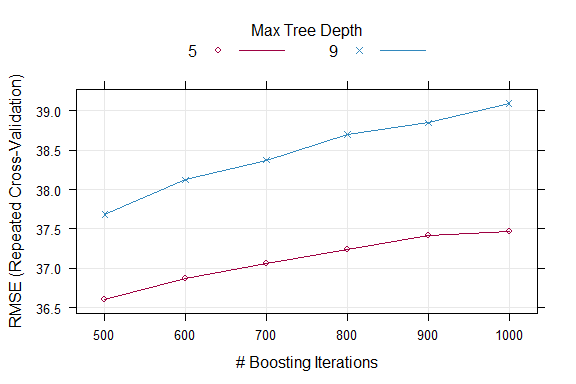 Max Tree Depth
5 9
RMSE (Repeated Cross-Validation)
39.0
38.5
38.0
37.5
37.0
36.5
500 600 700 800 900 1000
# Boosting Iterations